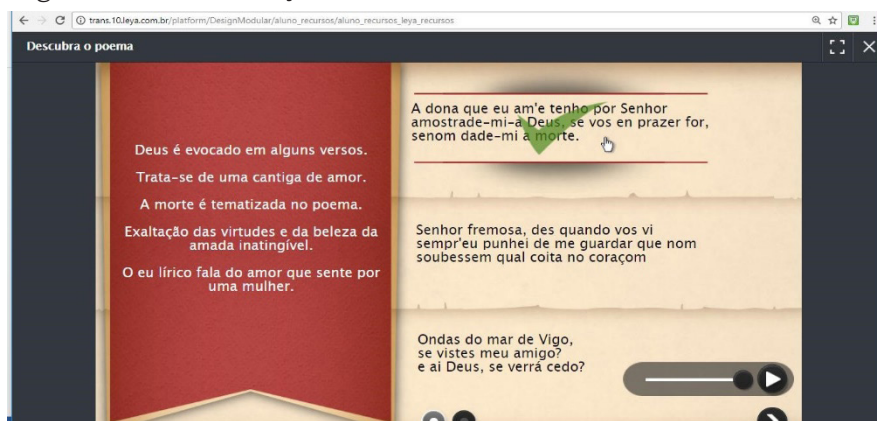 trans.10.leya.com.br/platform/DesignModular/aluno_recursos/aluno_recursos_leya_recursos
Descubra o poema
Deus é evocado em alguns versos.
Trata-se de uma cantiga de amor.
A morte é tematizada no poema.
Exaltação das virtudes e da beleza da
amada inatingível.
O eu lírico fala do amor que sente por
uma mulher.
A dona que eu am'e tenho por Senhor
amostrade-mi-a Deus, se vos en prazer for,
senom dade-mi a morte.
Senhor fremosa, des quando vos vi
sempr'eu punhei de me guardar que nom
soubessem qual coita no coraçom
Ondas do mar de Vigo,
se vistes meu amigo?
e ai Deus, se verrá cedo?